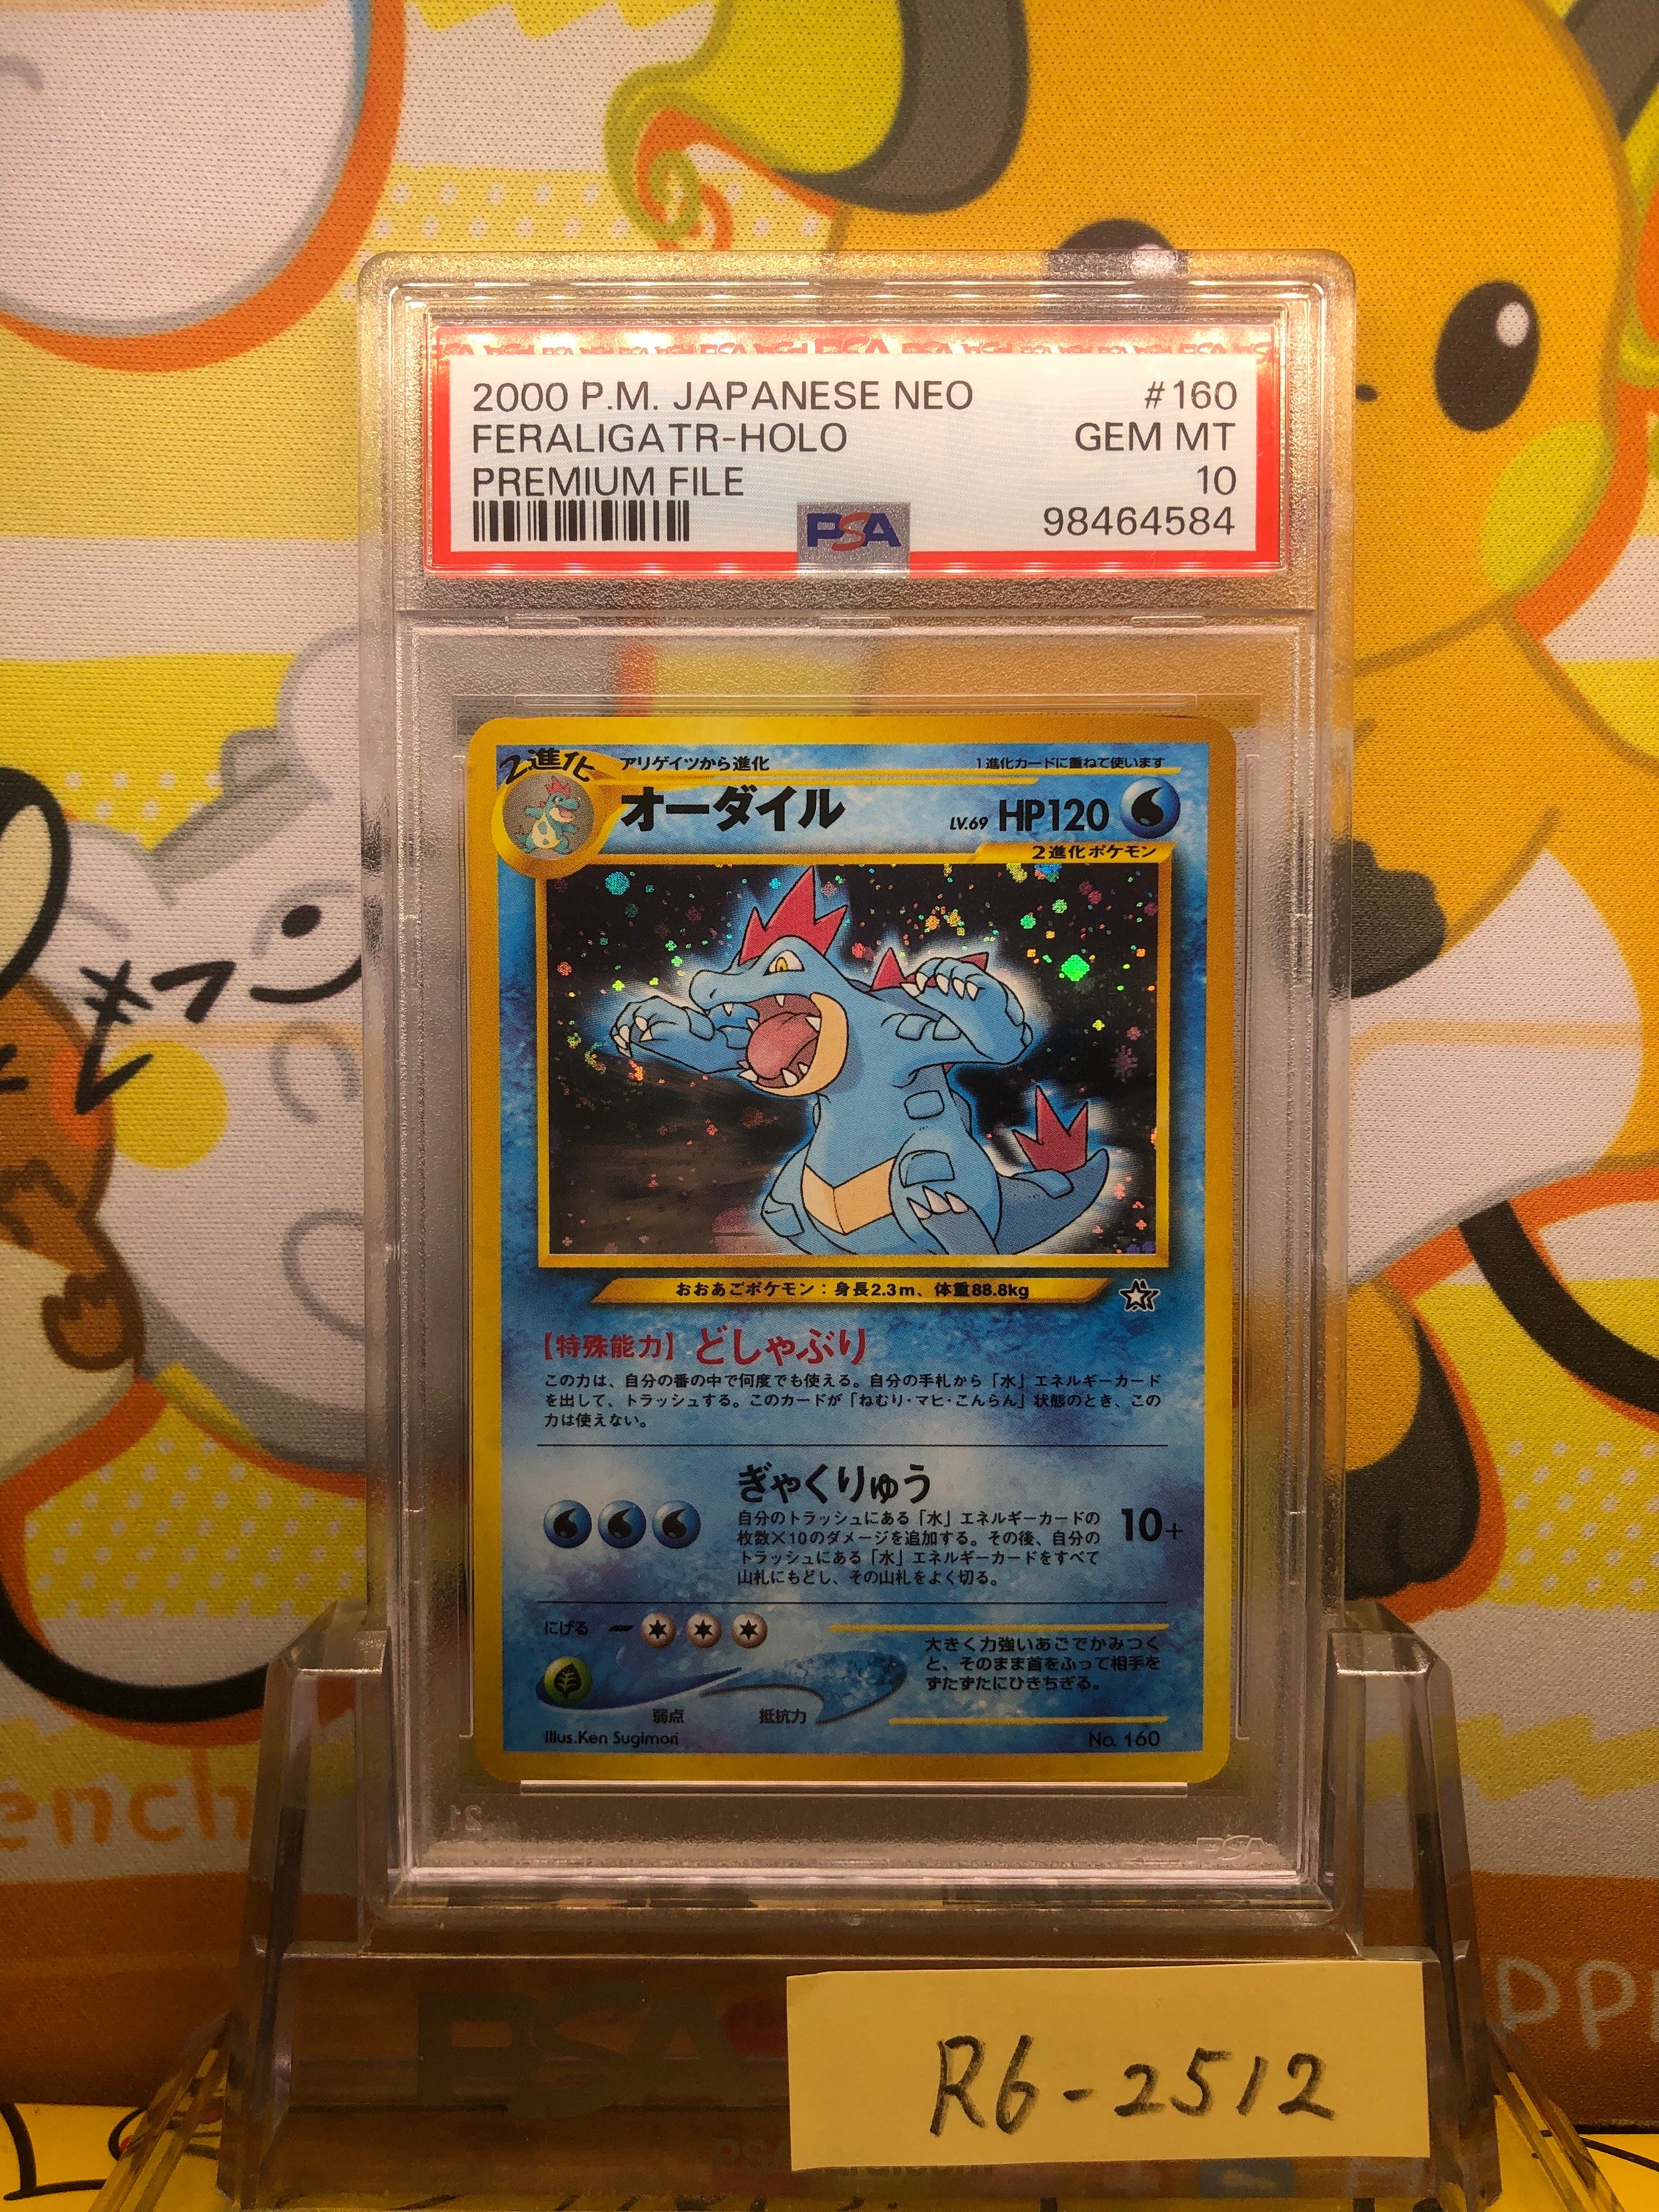 2000 P.M. JAPANESE NEO #160
FERALIGATR-HOLO GEM MT
PREMIUM FILE 10
PSA 98464584
2進化 アリゲイツから進化 1進化カードに重ねて使います
オーダイル LV.69 HP120
2進化ポケモン
おおあごポケモン：身長2.3m、体重88.8kg
【特殊能力】どしゃぶり
この力は、自分の番の中で何度でも使える。自分の手札から「水」エネルギーカード
を出して、トラッシュする。このカードが「ねむり・マヒ・こんらん」状態のとき、この
力は使えない。
ぎゃくりゅう
自分のトラッシュにある「水」エネルギーカードの
枚数×10のダメージを追加する。その後、自分の
トラッシュにある「水」エネルギーカードをすべて
山札にもどし、その山札をよく切る。
10+
にげる
大きく力強いあごでかみつく
と、そのまま首をふって相手を
ずたずたにひきちぎる。
弱点 抵抗力
Illus.Ken Sugimori No. 160
PSA
R6-2512